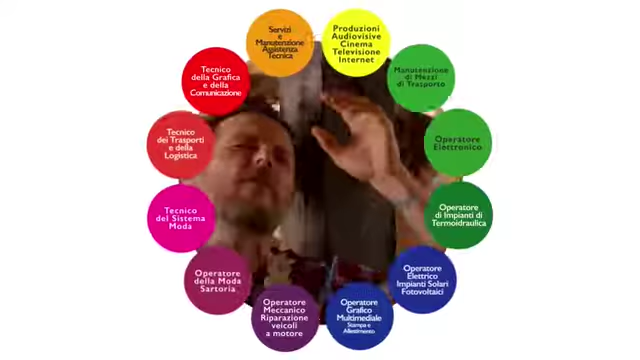 Servizi
e
Manutenzione
Assistenza
Tecnica
Produzioni
Audiovisive
Cinema
Televisione
Internet
Manutenzione
di Mezzi
di Trasporto
Operatore
Elettronico
Operatore
di Impianti di
Termoidraulica
Operatore
Elettrico
Impianti Solari
Fotovoltaici
Operatore
Grafico
Multimediale
Stampa e
Allestimento
Operatore
Meccanico
Riparazione
veicoli
a motore
Operatore
della Moda
Sartoria
Tecnico
del Sistema
Moda
Tecnico
dei Trasporti
e della
Logistica
Tecnico
della Grafica
e della
Comunicazione